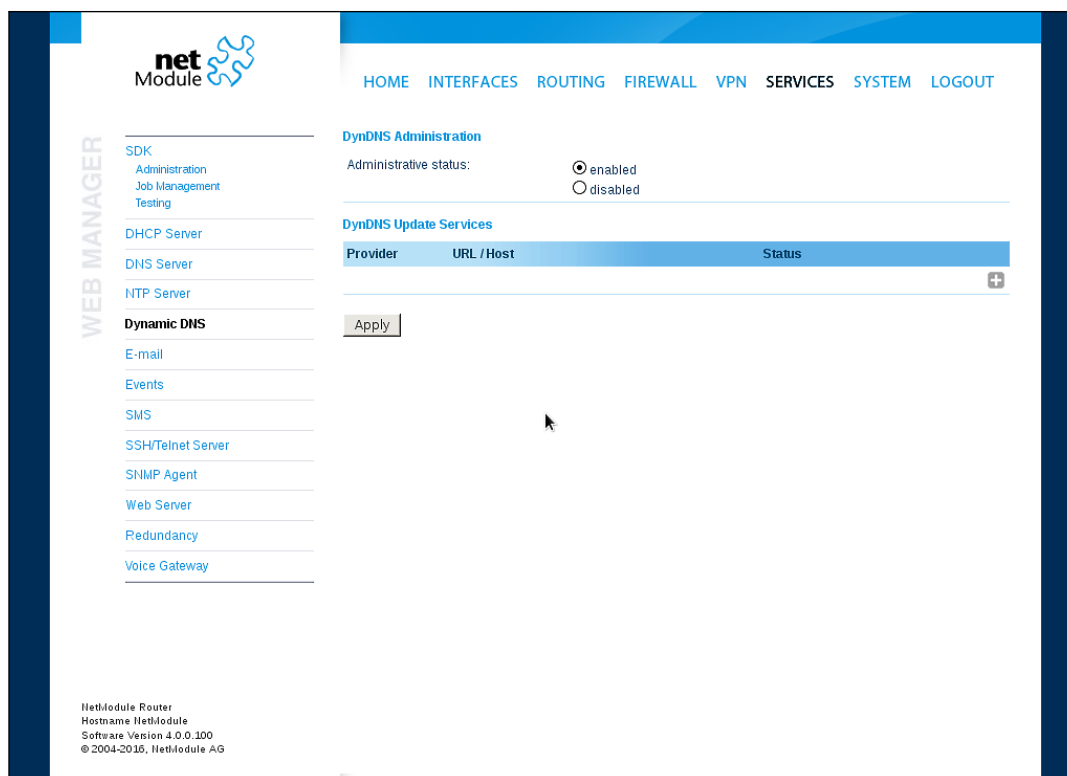 net
Module
HOME INTERFACES ROUTING FIREWALL VPN SERVICES SYSTEM LOGOUT
WEB MANAGER
SDK
Administration
Job Management
Testing
DHCP Server
DNS Server
NTP Server
Dynamic DNS
E-mail
Events
SMS
SSH/Telnet Server
SNMP Agent
Web Server
Redundancy
Voice Gateway
DynDNS Administration
Administrative status:
enabled
disabled
DynDNS Update Services
Provider URL / Host Status
Apply
NetModule Router
Hostname NetModule
Software Version 4.0.0.100
© 2004-2016, NetModule AG